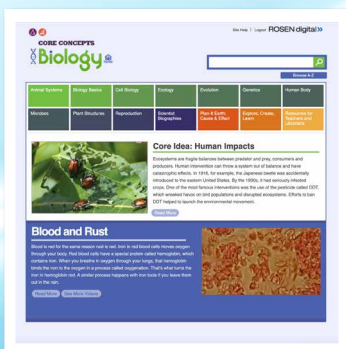 Site Help | Logout ROSEN digital
CORE CONCEPTS
Biology
Browse A-Z
Animal Systems
Biology Basics
Cell Biology
Ecology
Evolution
Genetics
Human Body
Microbes
Plant Structures
Reproduction
Scientist Biographies
Plan It Earth: Cause & Effect
Explore, Create, Learn
Resources for Teachers and Librarians
Core Idea: Human Impacts
Ecosystems are fragile balances between predator and prey, consumers and
producers. Human intervention can throw a system out of balance and have
catastrophic effects. In 1916, for example, the Japanese beetle was accidentally
introduced to the eastern United States. By the 1930s, it had seriously infested
crops. One of the most famous interventions was the use of the pesticide called DDT,
which wreaked havoc on bird populations and disrupted ecosystems. Efforts to ban
DDT helped to launch the environmental movement.
Read More
Blood and Rust
Blood is red for the same reason rust is red. Iron in red blood cells moves oxygen
through your body. Red blood cells have a special protein called hemoglobin, which
contains iron. When you breathe in oxygen through your lungs, that hemoglobin
binds the iron to the oxygen in a process called oxygenation. That's what turns the
iron in hemoglobin red. A similar process happens with iron tools if you leave them
out in the rain.
Read More
See More Videos